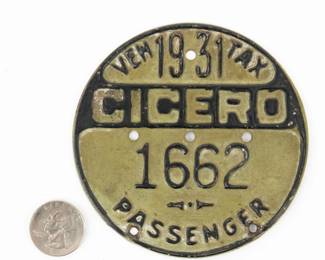 VEH 1931 TAX
CICERO
1662
PASSENGER